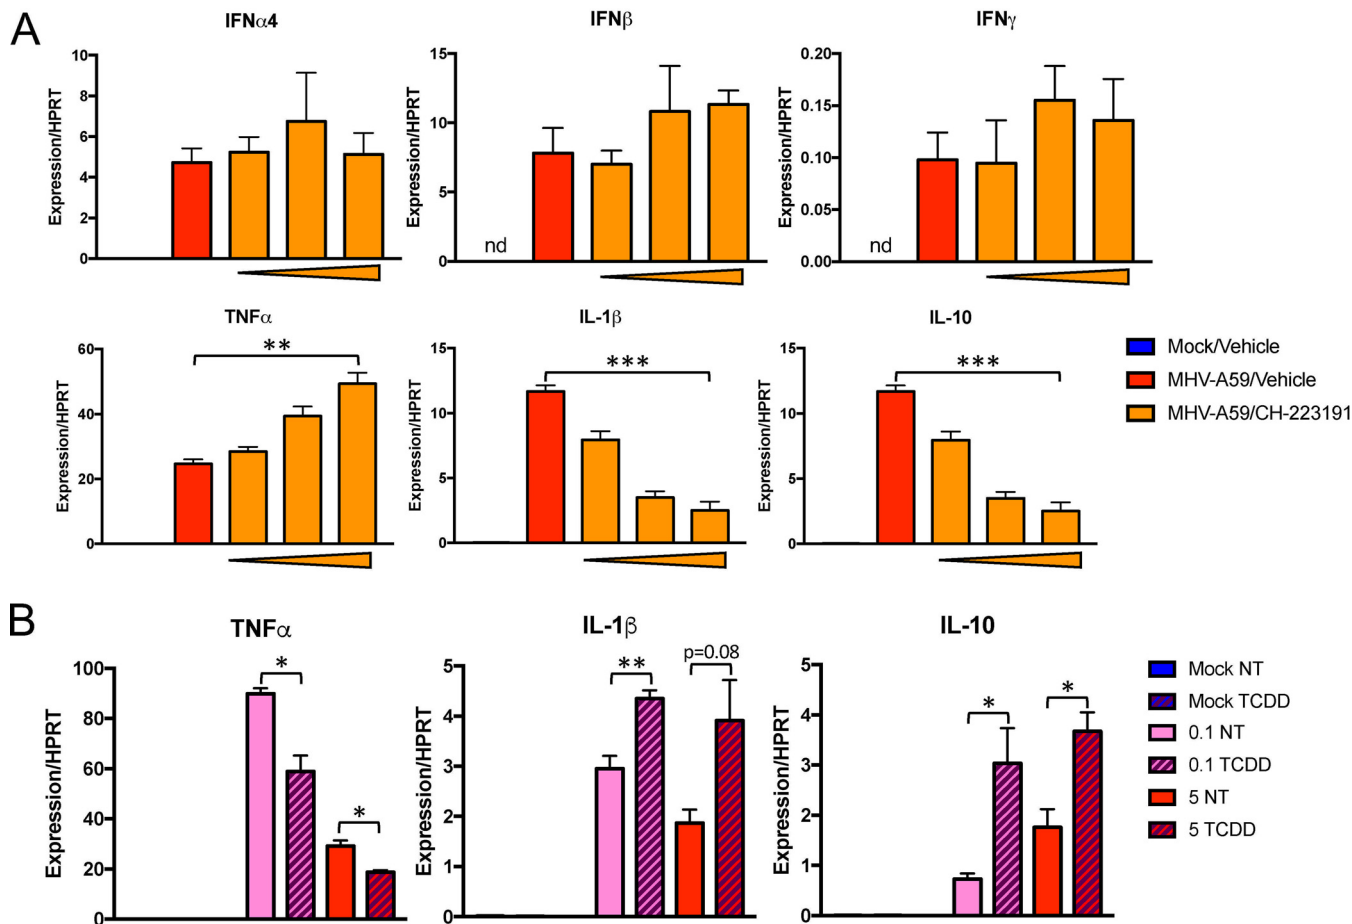 A
IFNα4
Expression/HPRT
10
8
6
4
2
0
IFNβ
Expression/HPRT
15
10
5
0
nd
IFNγ
Expression/HPRT
0.20
0.15
0.10
0.05
0.00
nd
TNFα
Expression/HPRT
60
40
20
0
**
IL-1β
Expression/HPRT
15
10
5
0
***
IL-10
Expression/HPRT
15
10
5
0
***
Mock/Vehicle
MHV-A59/Vehicle
MHV-A59/CH-223191
B
TNFα
Expression/HPRT
100
80
60
40
20
0
*
*
IL-1β
Expression/HPRT
5
4
3
2
1
0
**
p=0.08
IL-10
Expression/HPRT
5
4
3
2
1
0
*
*
Mock NT
Mock TCDD
0.1 NT
0.1 TCDD
5 NT
5 TCDD